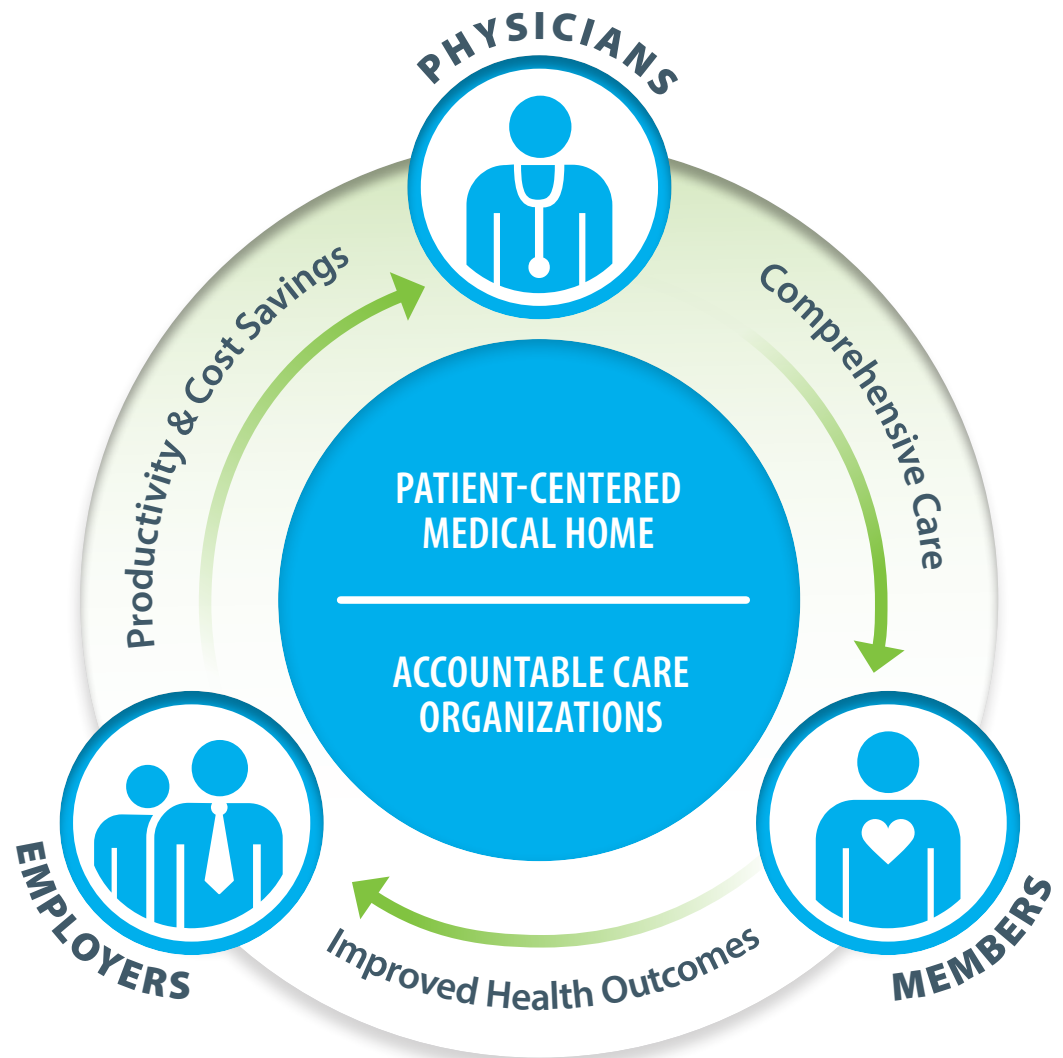 PHYSICIANS
Productivity & Cost Savings
Comprehensive Care
PATIENT-CENTERED
MEDICAL HOME
ACCOUNTABLE CARE
ORGANIZATIONS
EMPLOYERS
Improved Health Outcomes
MEMBERS